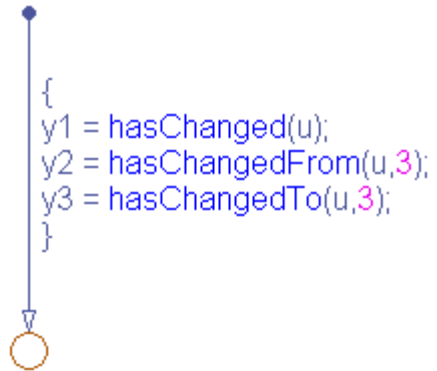 {
y1 = hasChanged(u);
y2 = hasChangedFrom(u,3);
y3 = hasChangedTo(u,3);
}